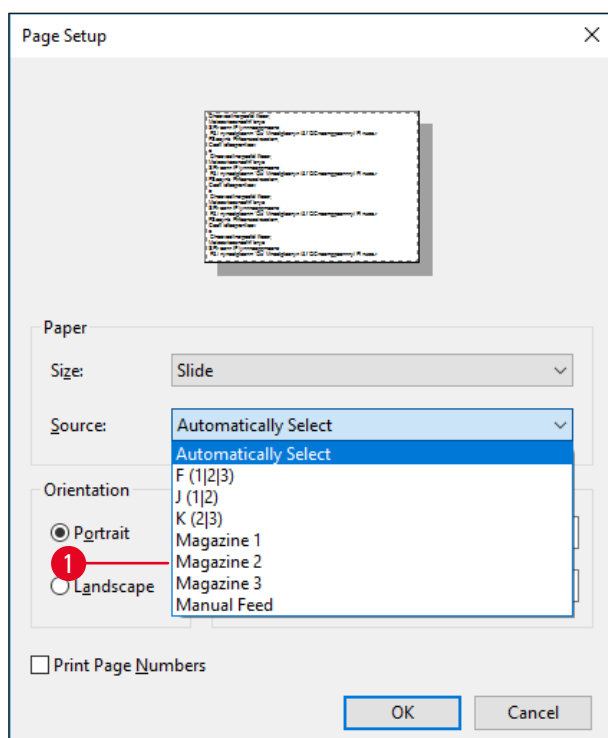 Page Setup
Paper
Size: Slide
Source: Automatically Select
Automatically Select
F (1|2|3)
J (1|2)
K (2|3)
Magazine 1
Magazine 2
Magazine 3
Manual Feed
Orientation
Portrait
1
Landscape
Print Page Numbers
OK Cancel